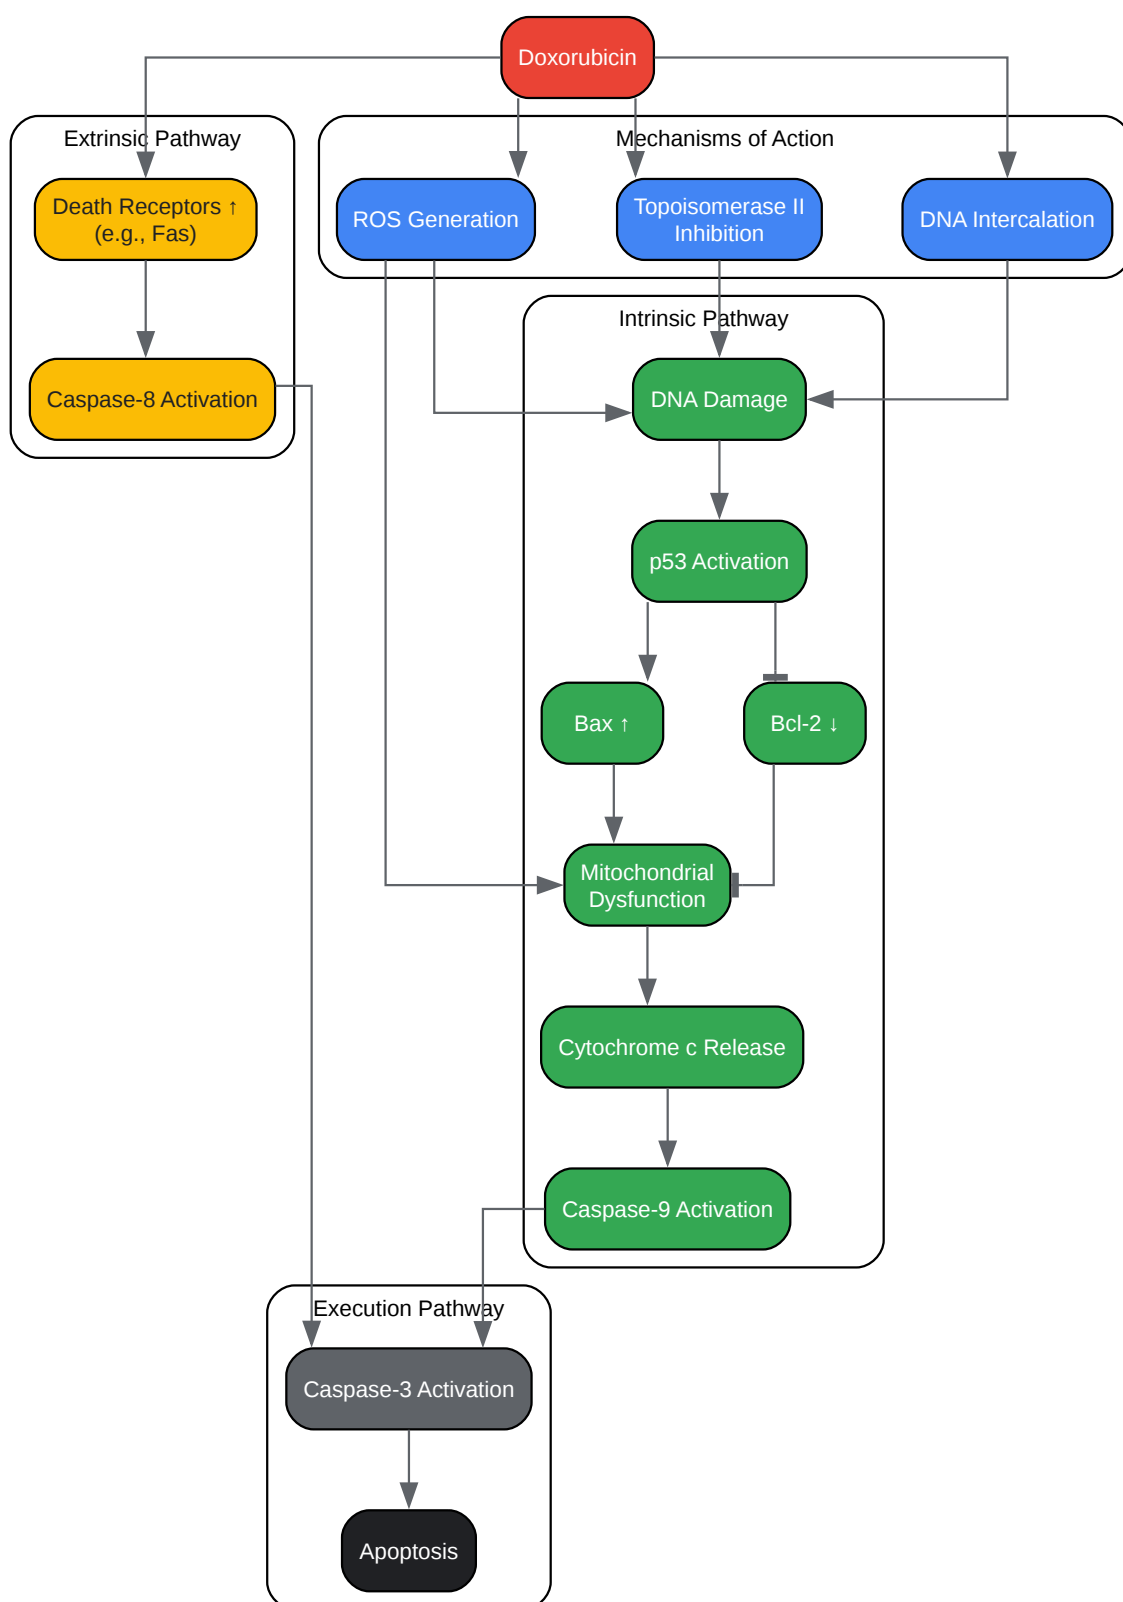 Doxorubicin
Extrinsic Pathway
Mechanisms of Action
Death Receptors ↑
(e.g., Fas)
ROS Generation
Topoisomerase II
Inhibition
DNA Intercalation
Intrinsic Pathway
Caspase-8 Activation
DNA Damage
p53 Activation
Bax ↑
Bcl-2 ↓
Mitochondrial
Dysfunction
Cytochrome c Release
Caspase-9 Activation
Execution Pathway
Caspase-3 Activation
Apoptosis